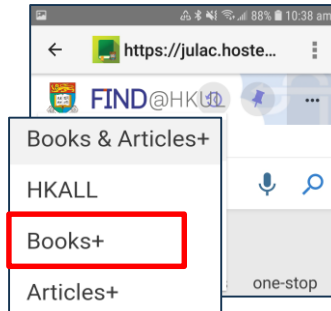 88% 10:38 am
https://julac.hoste...
FIND@HKU
Books & Articles+
HKALL
Books+
Articles+
one-stop